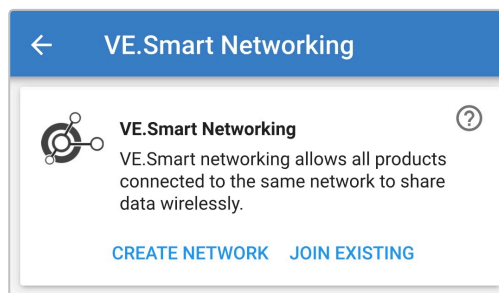 VE.Smart Networking
VE.Smart Networking
VE.Smart networking allows all products
connected to the same network to share
data wirelessly.
CREATE NETWORK JOIN EXISTING